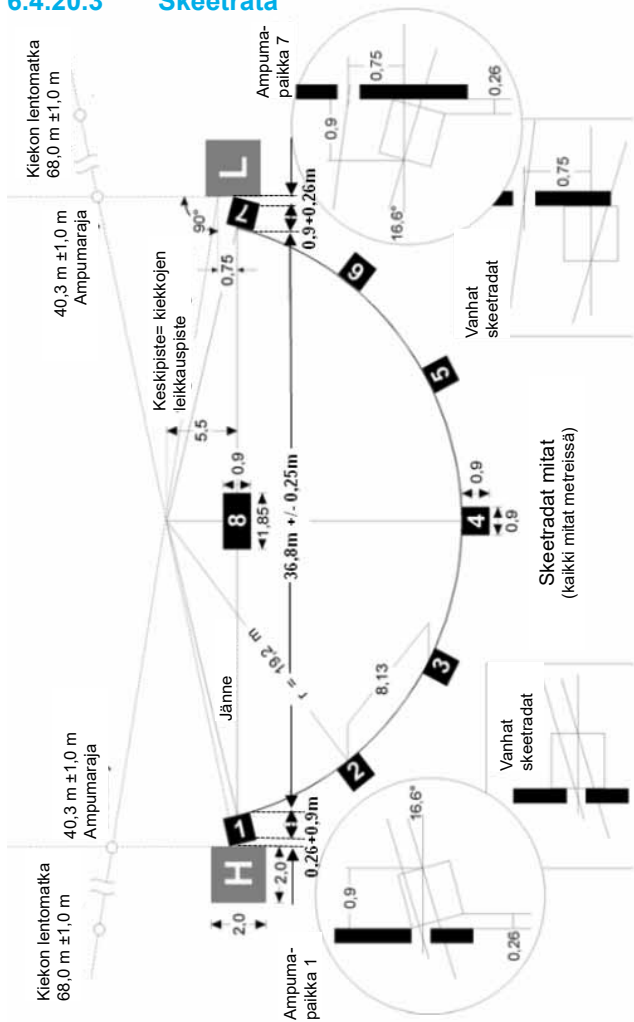 6.4.20.3 Skeetrata
Kiekon lentomatka
68,0 m ±1,0 m
40,3 m ±1,0 m
Ampumaraja
40,3 m ±1,0 m
Ampumaraja
Kiekon lentomatka
68,0 m ±1,0 m
Keskipiste= kiekkojen
leikkauspiste
90°
5,5
0,75
H
2,0
2,0
1
Jänne
8
0,9
1,85
7
L
Ampuma-
paikka 1
0,26+0,9m
36,8m +/- 0,25m
0,9+0,26m
Ampuma-
paikka 7
r = 19,2 m
2
8,13
3
4
0,9
0,9
5
6
0,9
16,6°
0,26
Vanhat
skeetradat
Skeetradat mitat
(kaikki mitat metreissä)
Vanhat
skeetradat
0,75
0,9
0,75
16,6°
0,26